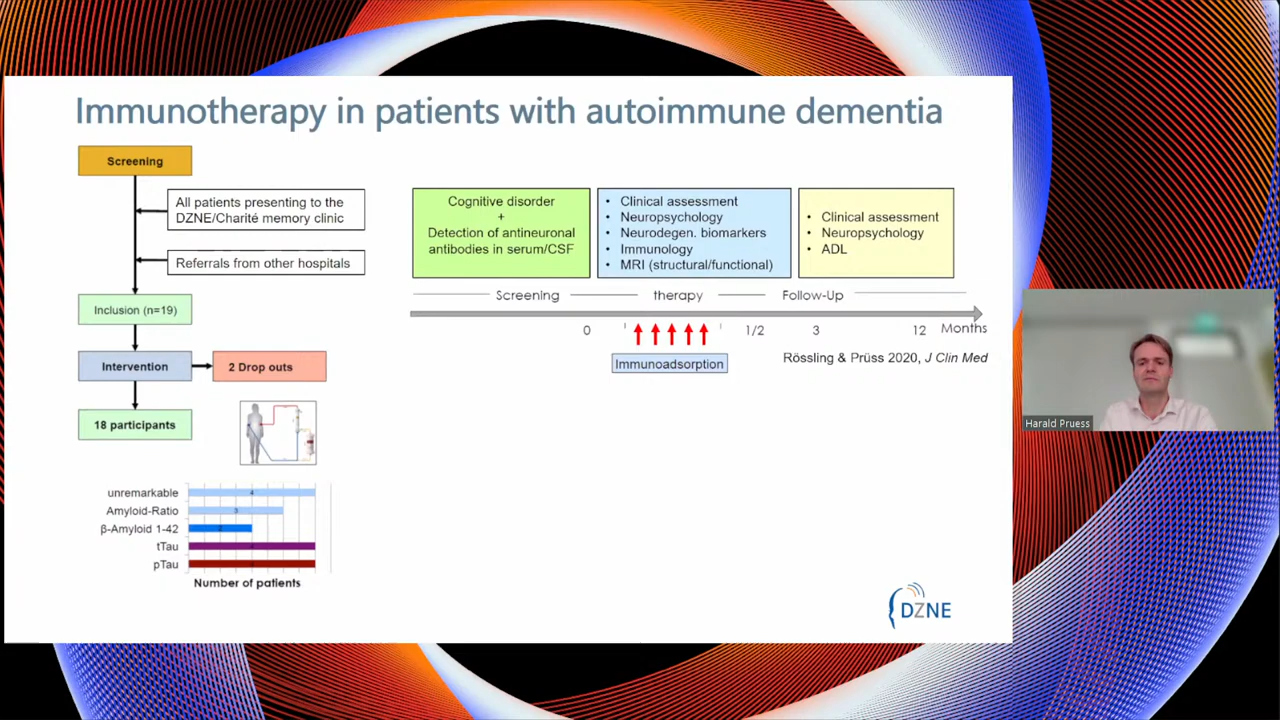 Immunotherapy in patients with autoimmune dementia
Screening
All patients presenting to the
DZNE/Charité memory clinic
Referrals from other hospitals
Inclusion (n=19)
Intervention
2 Drop outs
18 participants
unremarkable
4
Amyloid-Ratio
3
β-Amyloid 1-42
tTau
pTau
Number of patients
Cognitive disorder
+
Detection of antineuronal
antibodies in serum/CSF
• Clinical assessment
• Neuropsychology
• Neurodegen. biomarkers
• Immunology
• MRI (structural/functional)
• Clinical assessment
• Neuropsychology
• ADL
Screening
therapy
Follow-Up
0
1/2
3
12
Months
Immunoadsorption
Rössling & Prüss 2020, J Clin Med
DZNE
Harald Pruess